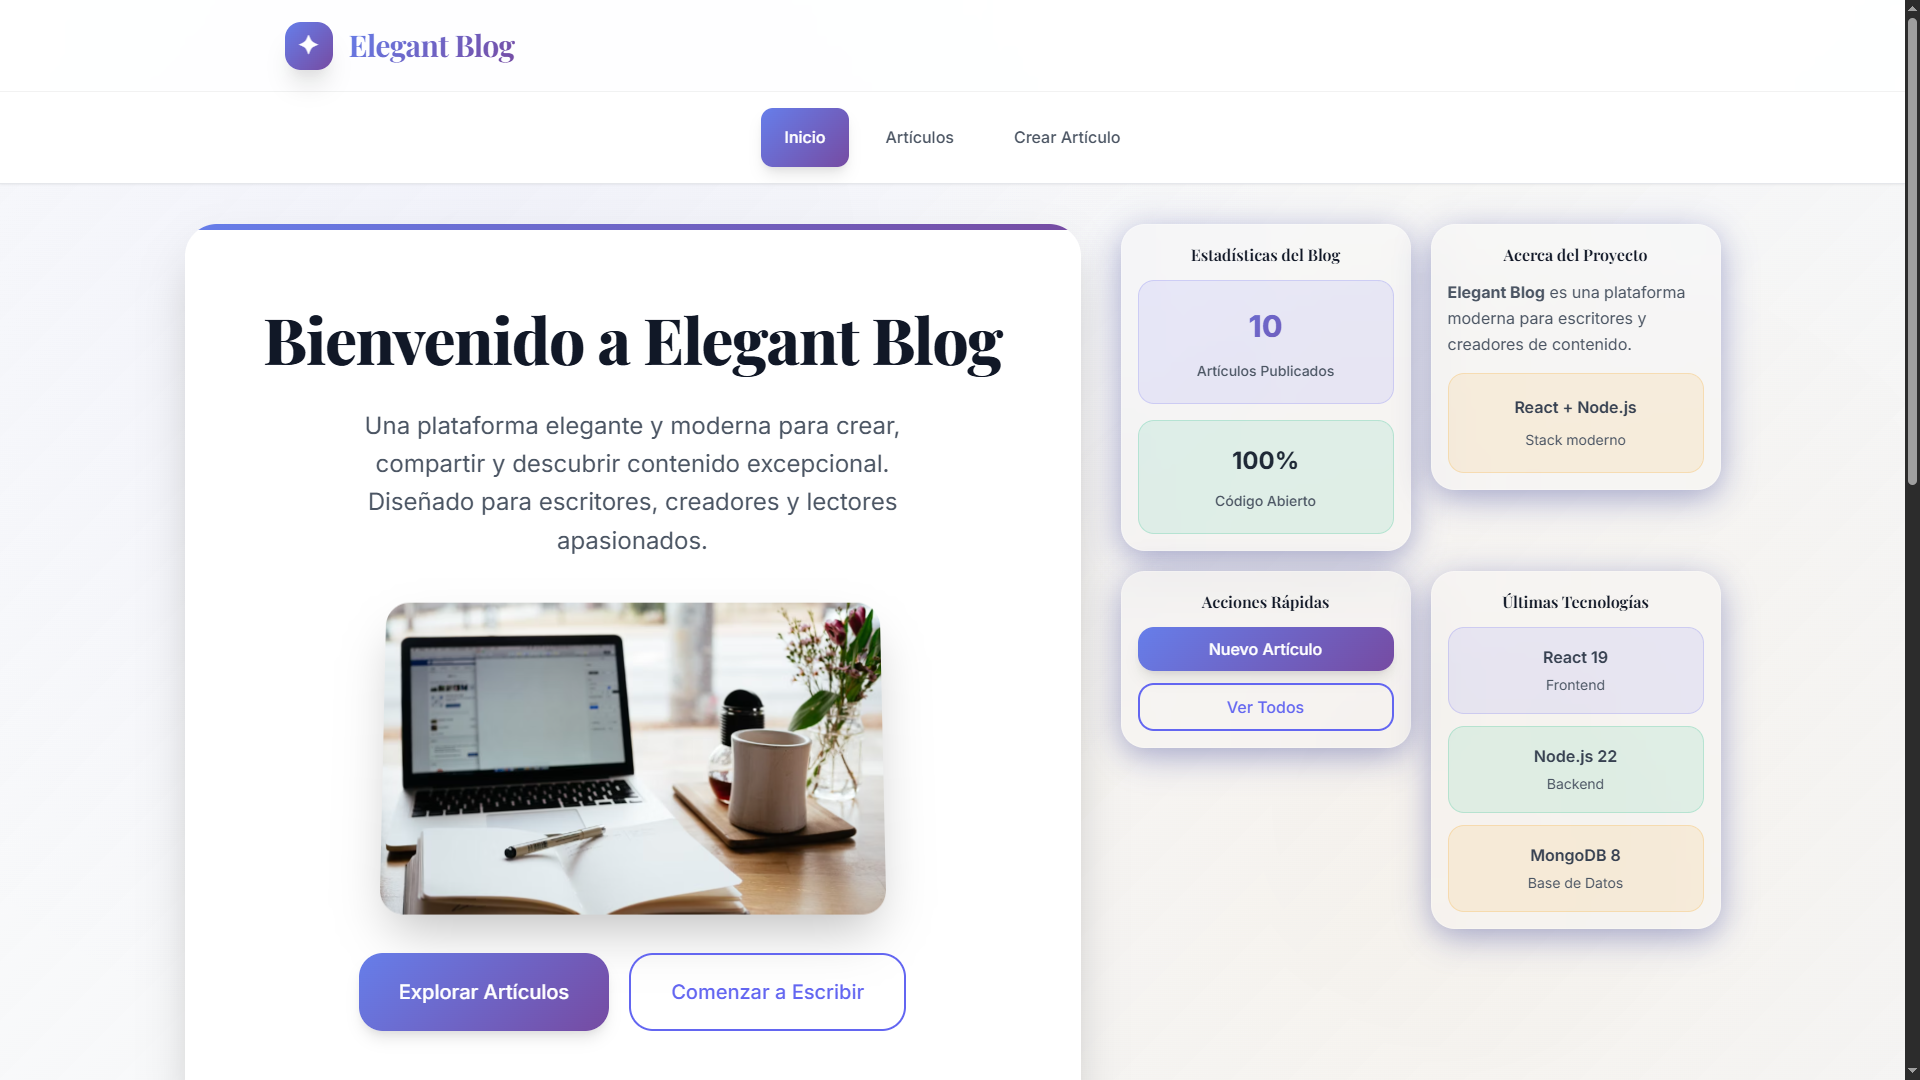 Elegant Blog
Inicio
Artículos
Crear Artículo
Bienvenido a Elegant Blog
Una plataforma elegante y moderna para crear,
compartir y descubrir contenido excepcional.
Diseñado para escritores, creadores y lectores
apasionados.
Explorar Artículos
Comenzar a Escribir
Estadísticas del Blog
10
Artículos Publicados
100%
Código Abierto
Acerca del Proyecto
Elegant Blog es una plataforma
moderna para escritores y
creadores de contenido.
React + Node.js
Stack moderno
Acciones Rápidas
Nuevo Artículo
Ver Todos
Últimas Tecnologías
React 19
Frontend
Node.js 22
Backend
MongoDB 8
Base de Datos